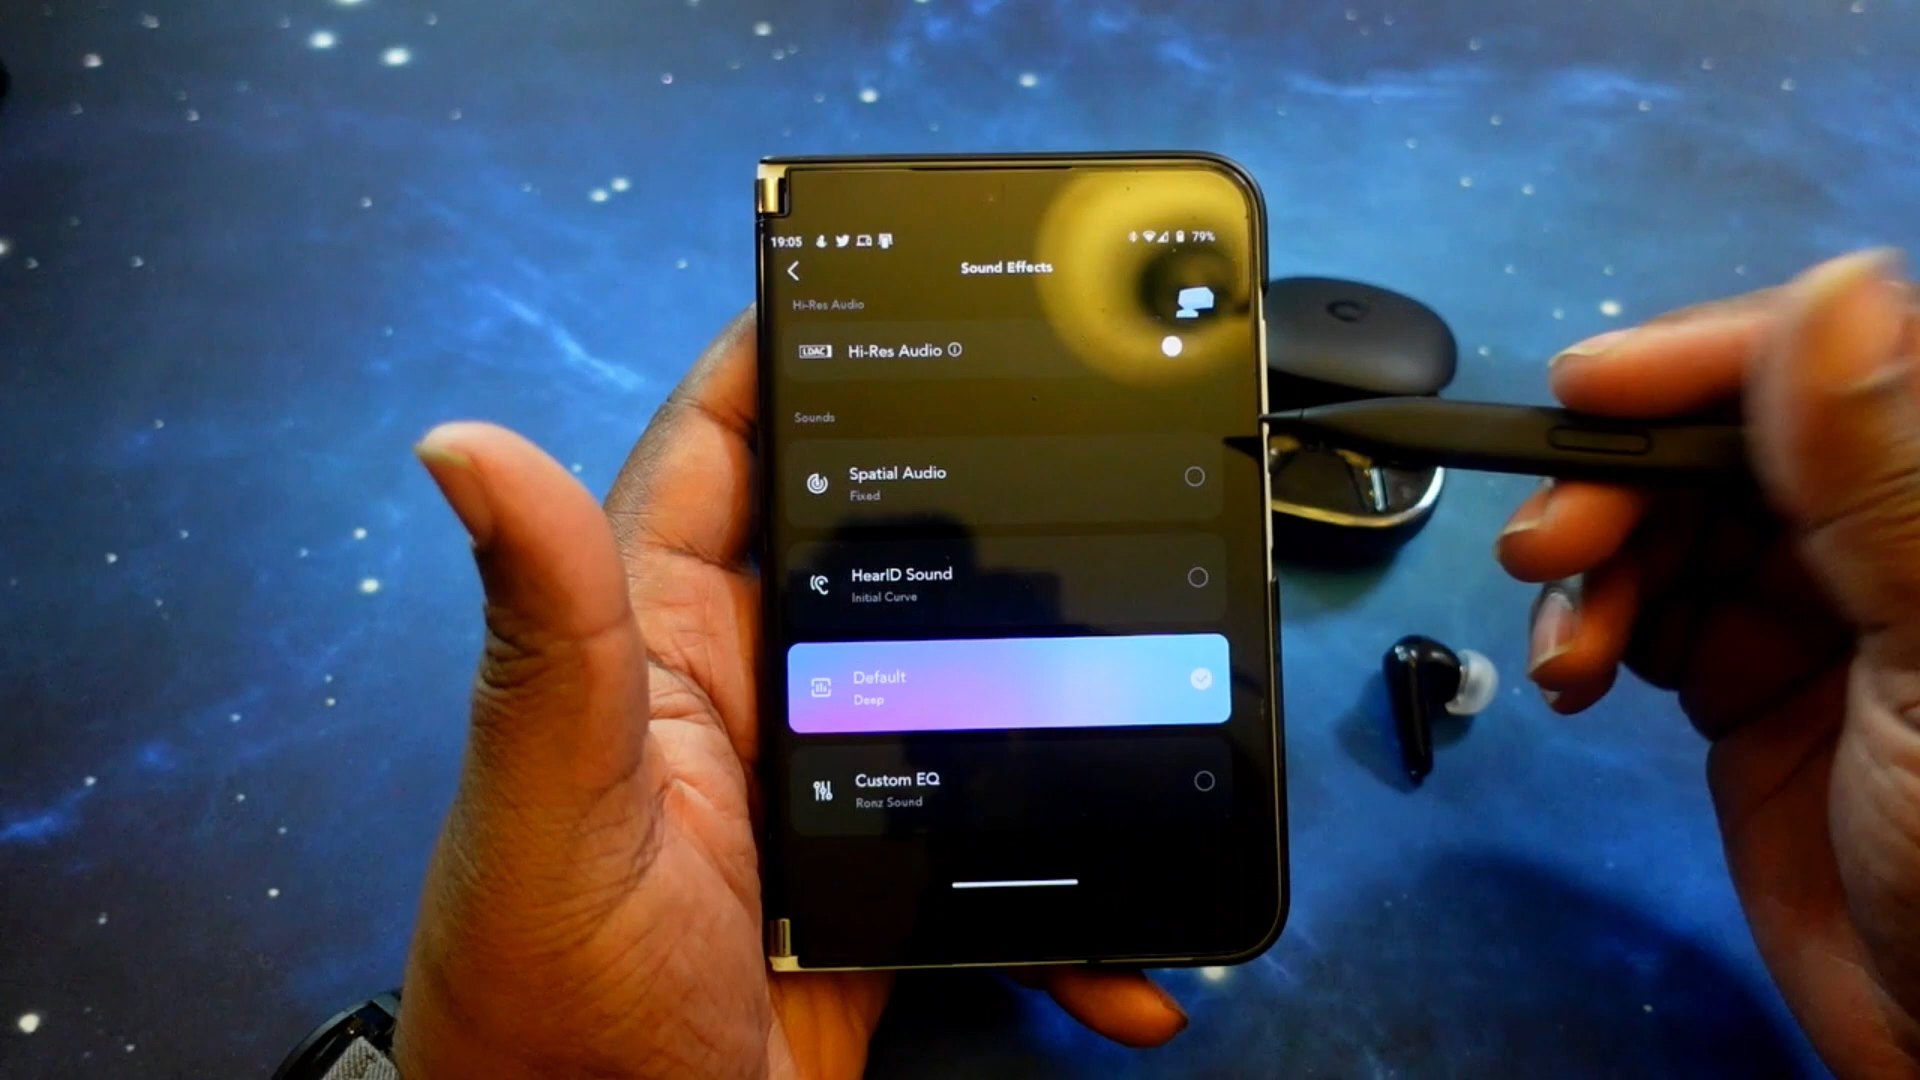 19:05
79%
Sound Effects
Hi-Res Audio
LDAC Hi-Res Audio
Sounds
Spatial Audio
Fixed
HearID Sound
Initial Curve
Default
Deep
Custom EQ
Ronz Sound